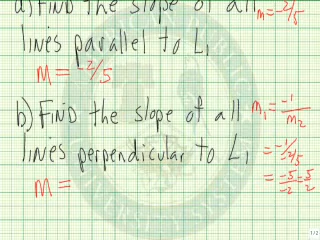 a) Find the slope of all m = -2/5
lines parallel to L₁
m = -2/5
b) Find the slope of all m₁ = -1/m₂
lines perpendicular to L₁ = -1/-2/5
m = = -5/-2 = 5/2
1/2